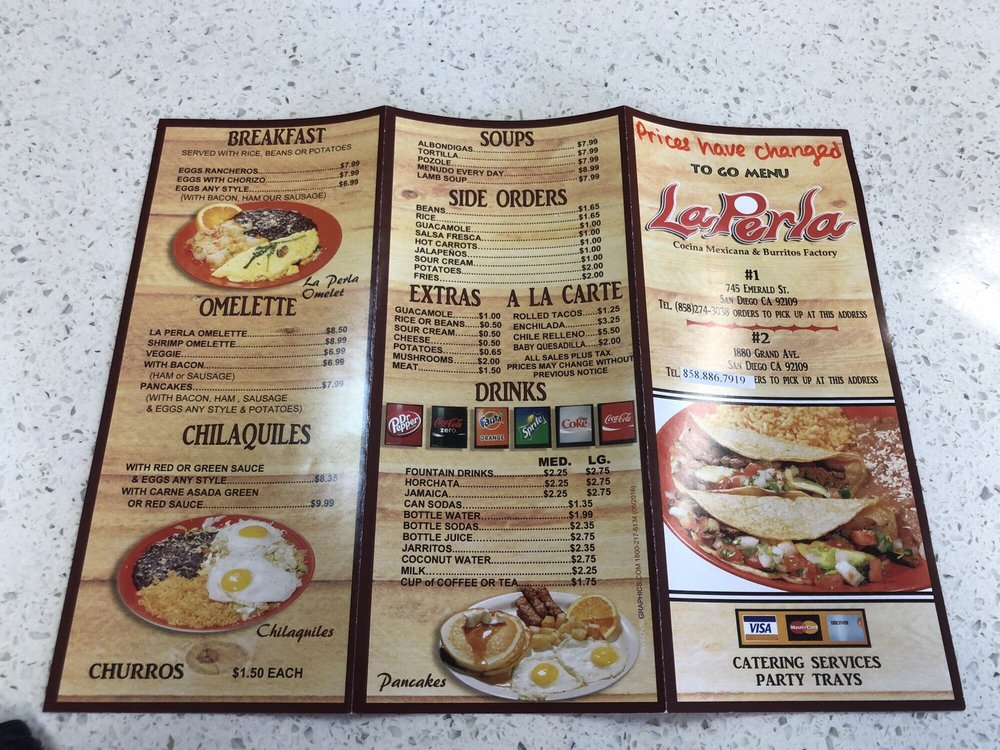 BREAKFAST
SERVED WITH RICE, BEANS OR POTATOES
EGGS RANCHEROS...$7.99
EGGS WITH CHORIZO...$7.99
EGGS ANY STYLE...$6.99
(WITH BACON, HAM OUR SAUSAGE)
La Perla
Omelet
OMELETTE
LA PERLA OMELETTE...$8.50
SHRIMP OMELETTE...$8.99
VEGGIE...$6.99
WITH BACON...$6.99
(HAM or SAUSAGE)
PANCAKES...$7.99
(WITH BACON, HAM , SAUSAGE
& EGGS ANY STYLE & POTATOES)
CHILAQUILES
WITH RED OR GREEN SAUCE
& EGGS ANY STYLE...$8.35
WITH CARNE ASADA GREEN
OR RED SAUCE...$9.99
Chilaquiles
CHURROS $1.50 EACH
SOUPS
ALBONDIGAS...$7.99
TORTILLA...$7.99
POZOLE...$7.99
MENUDO EVERY DAY...$8.99
LAMB SOUP...$7.99
SIDE ORDERS
BEANS...$1.65
RICE...$1.65
GUACAMOLE...$1.00
SALSA FRESCA...$1.00
HOT CARROTS...$1.00
JALAPEÑOS...$1.00
SOUR CREAM...$1.00
POTATOES...$2.00
FRIES...$2.00
EXTRAS
GUACAMOLE...$1.00
RICE OR BEANS...$0.50
SOUR CREAM...$0.50
CHEESE...$0.50
POTATOES...$0.65
MUSHROOMS...$2.00
MEAT...$1.50
A LA CARTE
ROLLED TACOS...$1.25
ENCHILADA...$3.25
CHILE RELLENO...$5.50
BABY QUESADILLA...$2.00
ALL SALES PLUS TAX.
PRICES MAY CHANGE WITHOUT
PREVIOUS NOTICE
DRINKS
Dr Pepper
Coca-Cola zero
Fanta ORANGE
Sprite
Diet Coke
Coca-Cola
MED. LG.
FOUNTAIN DRINKS...$2.25 $2.75
HORCHATA...$2.25 $2.75
JAMAICA...$2.25 $2.75
CAN SODAS...$1.35
BOTTLE WATER...$1.99
BOTTLE SODAS...$2.35
BOTTLE JUICE...$2.75
JARRITOS...$2.35
COCONUT WATER...$2.75
MILK...$2.25
CUP of COFFEE OR TEA...$1.75
Pancakes
Prices have changed
TO GO MENU
La Perla
Cocina Mexicana & Burritos Factory
#1
745 EMERALD ST.
SAN DIEGO CA 92109
TEL. (858)274-3038 ORDERS TO PICK UP AT THIS ADDRESS
#2
1880 GRAND AVE.
SAN DIEGO CA 92109
TEL. 858.886.7919 ERS TO PICK UP AT THIS ADDRESS
VISA
MasterCard
DISCOVER
CATERING SERVICES
PARTY TRAYS